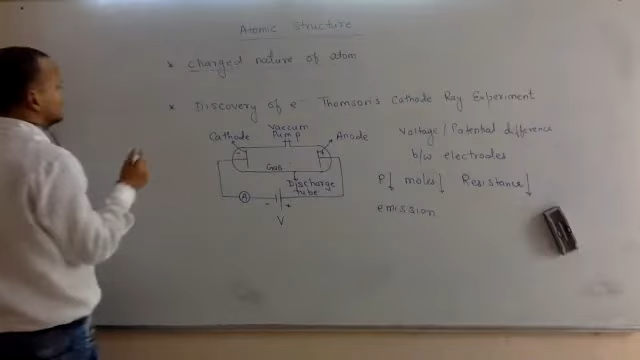 Atomic Structure
* charged nature of atom
* Discovery of e⁻ Thomson's Cathode Ray Experiment
Cathode
Vaccum
Pump
Anode
Gas
Discharge
tube
A
- +
V
Voltage/Potential difference
b/w electrodes
P↓ moles↓ Resistance↓
emission